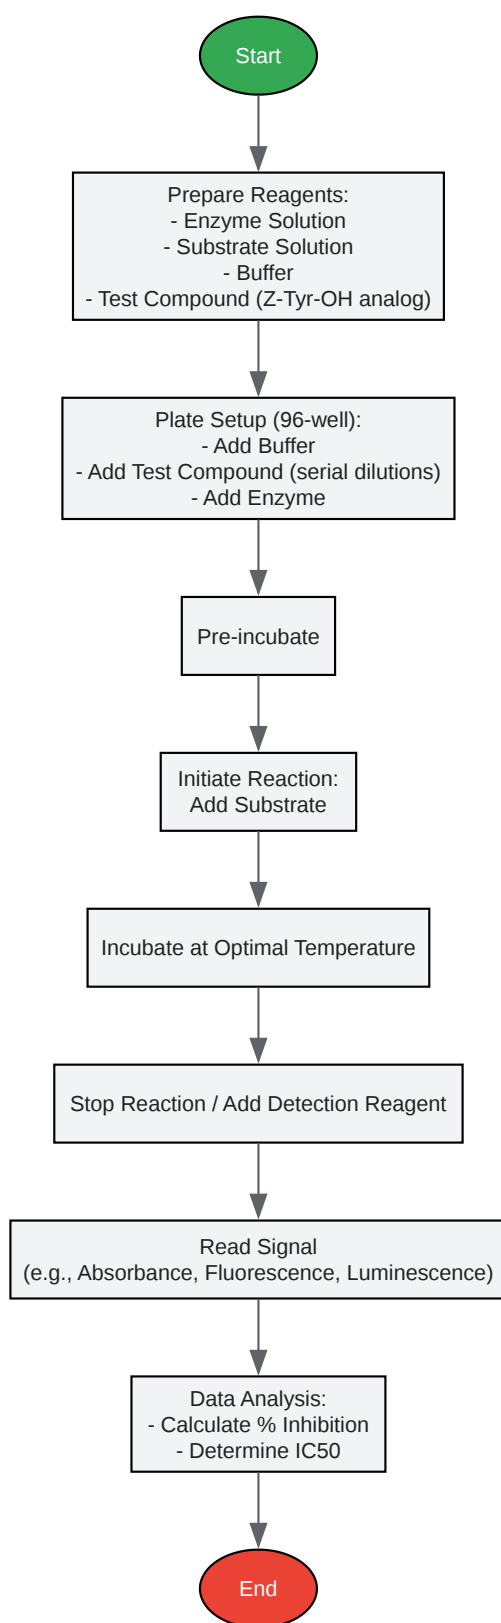 Start
Prepare Reagents:
- Enzyme Solution
- Substrate Solution
- Buffer
- Test Compound (Z-Tyr-OH analog)
Plate Setup (96-well):
- Add Buffer
- Add Test Compound (serial dilutions)
- Add Enzyme
Pre-incubate
Initiate Reaction:
Add Substrate
Incubate at Optimal Temperature
Stop Reaction / Add Detection Reagent
Read Signal
(e.g., Absorbance, Fluorescence, Luminescence)
Data Analysis:
- Calculate % Inhibition
- Determine IC50
End